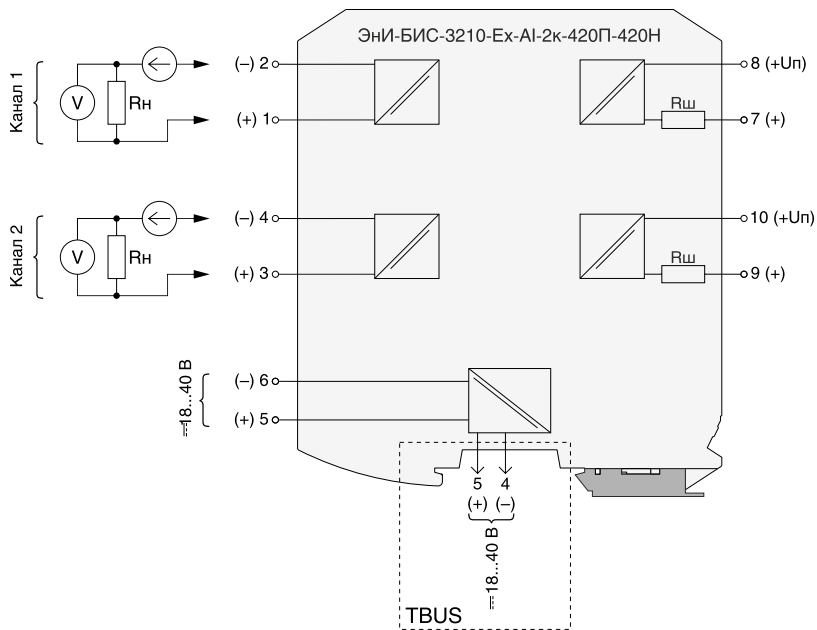 ЭнИ-БИС-3210-Ex-AI-2к-420П-420Н
Канал 1
V
Rн
(–) 2
(+) 1
8 (+Uп)
Rш
7 (+)
Канал 2
V
Rн
(–) 4
(+) 3
10 (+Uп)
Rш
9 (+)
18...40 В
(–) 6
(+) 5
5 4
(+) (–)
18...40 В
TBUS